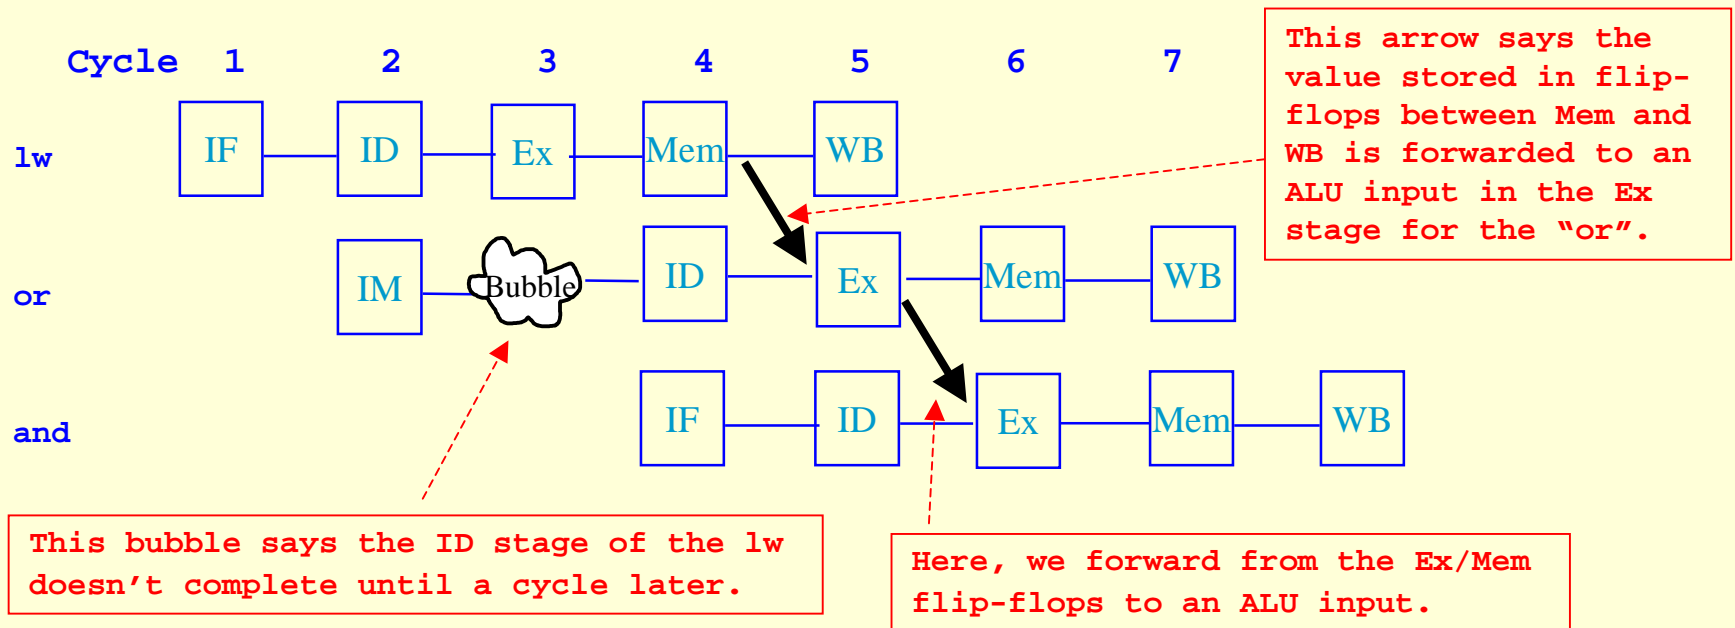 Cycle 1 2 3 4 5 6 7
This arrow says the
value stored in flip-
flops between Mem and
WB is forwarded to an
ALU input in the Ex
stage for the “or”.
lw IF ID Ex Mem WB
or IM Bubble ID Ex Mem WB
and IF ID Ex Mem WB
This bubble says the ID stage of the lw
doesn’t complete until a cycle later.
Here, we forward from the Ex/Mem
flip-flops to an ALU input.